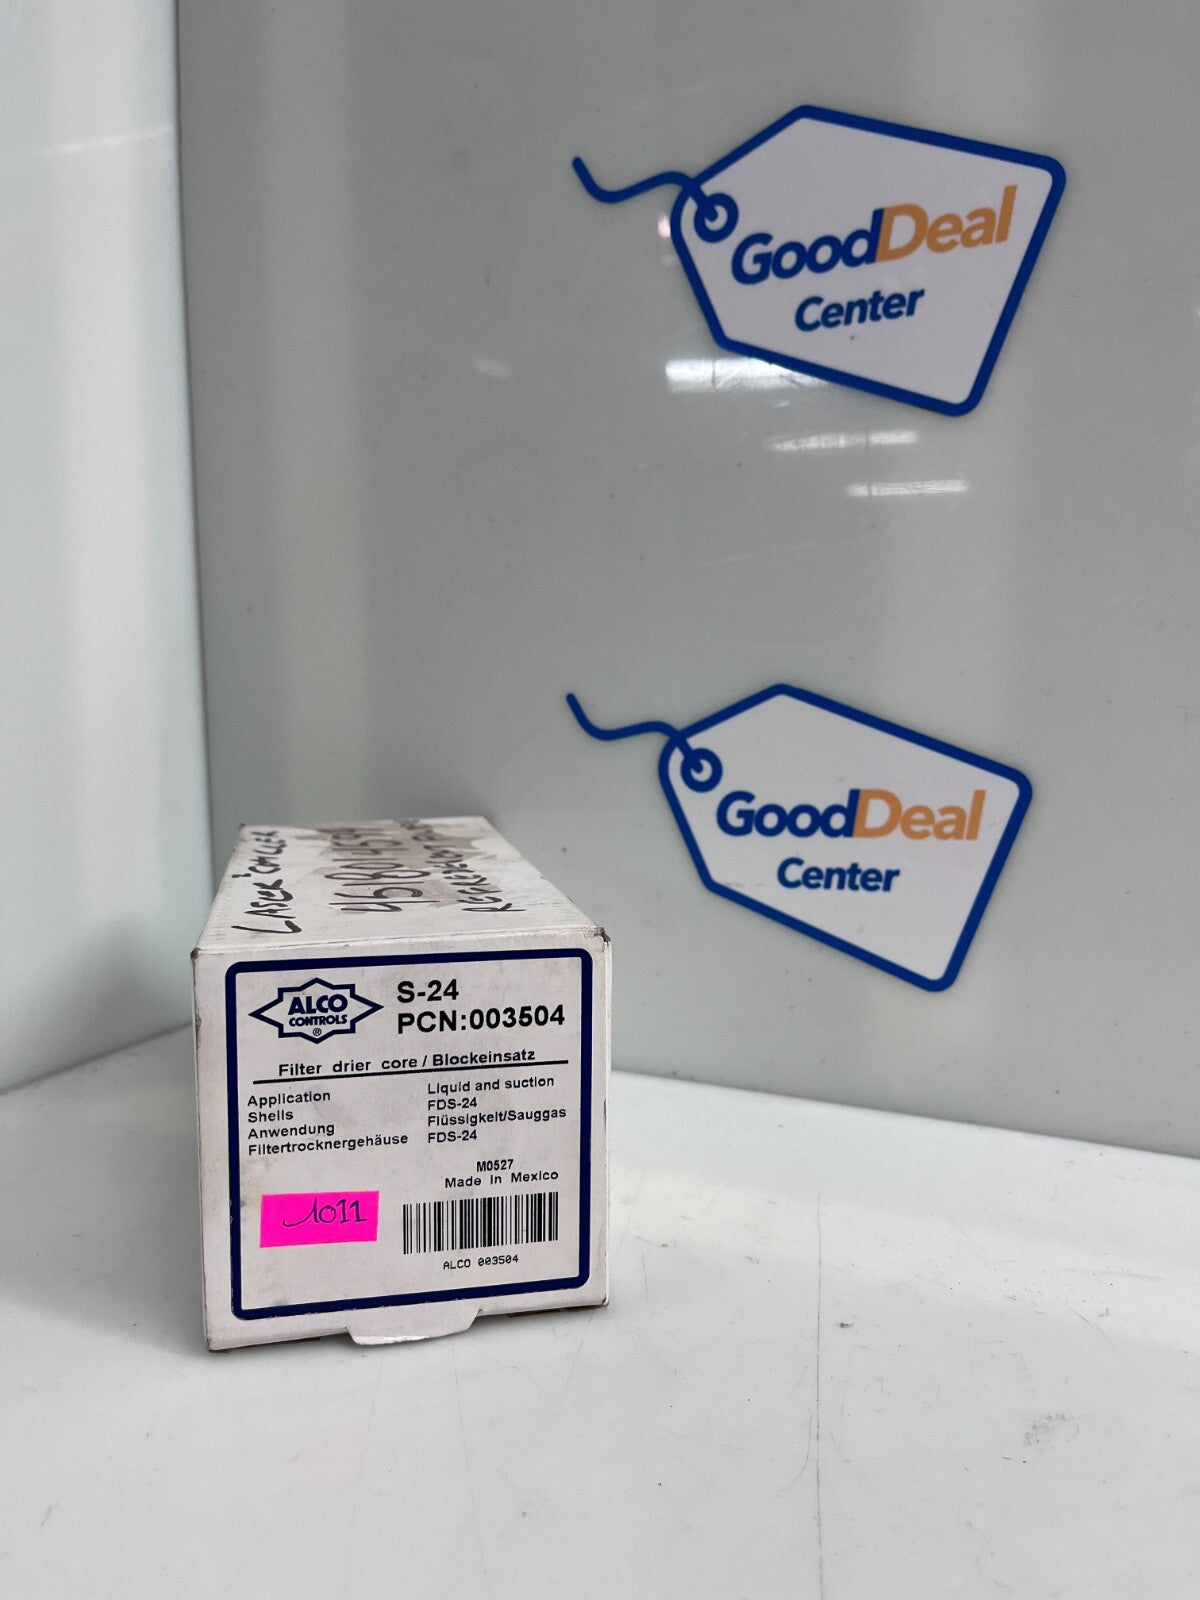 GoodDeal
Center
GoodDeal
Center
LASER
ALCO
CONTROLS
®
S-24
PCN:003504
Filter drier core / Blockeinsatz
Application Liquid and suction
Shells FDS-24
Anwendung Flüssigkeit/Sauggas
Filtertrocknergehäuse FDS-24
M0527
Made In Mexico
1011
ALCO 003504